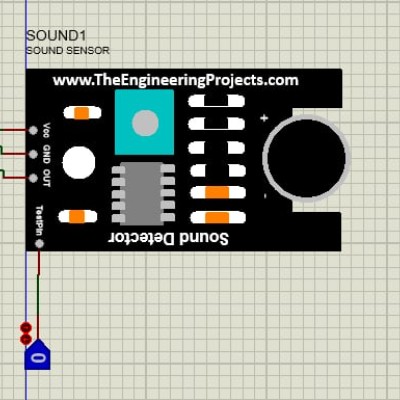 SOUND1
SOUND SENSOR
www.TheEngineeringProjects.com
+
Vcc
GND
OUT
-
TestPin
Sound Detector
0